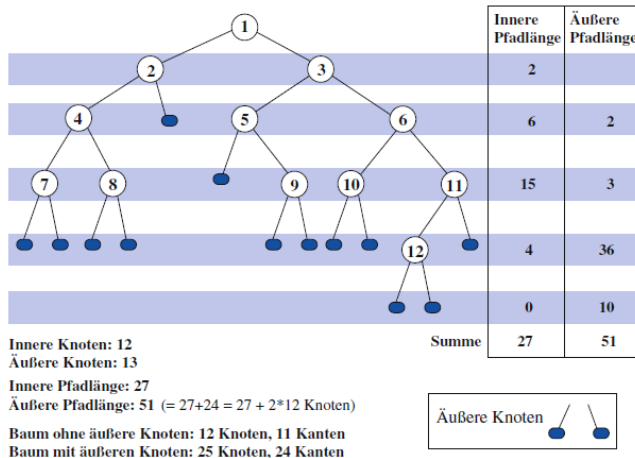 Innere Äußere
Pfadlänge Pfadlänge
1
2 3 2
4 5 6 6 2
7 8 9 10 11 15 3
12 4 36
0 10
Summe 27 51
Innere Knoten: 12
Äußere Knoten: 13
Innere Pfadlänge: 27
Äußere Pfadlänge: 51 (= 27+24 = 27 + 2*12 Knoten)
Äußere Knoten
Baum ohne äußere Knoten: 12 Knoten, 11 Kanten
Baum mit äußeren Knoten: 25 Knoten, 24 Kanten